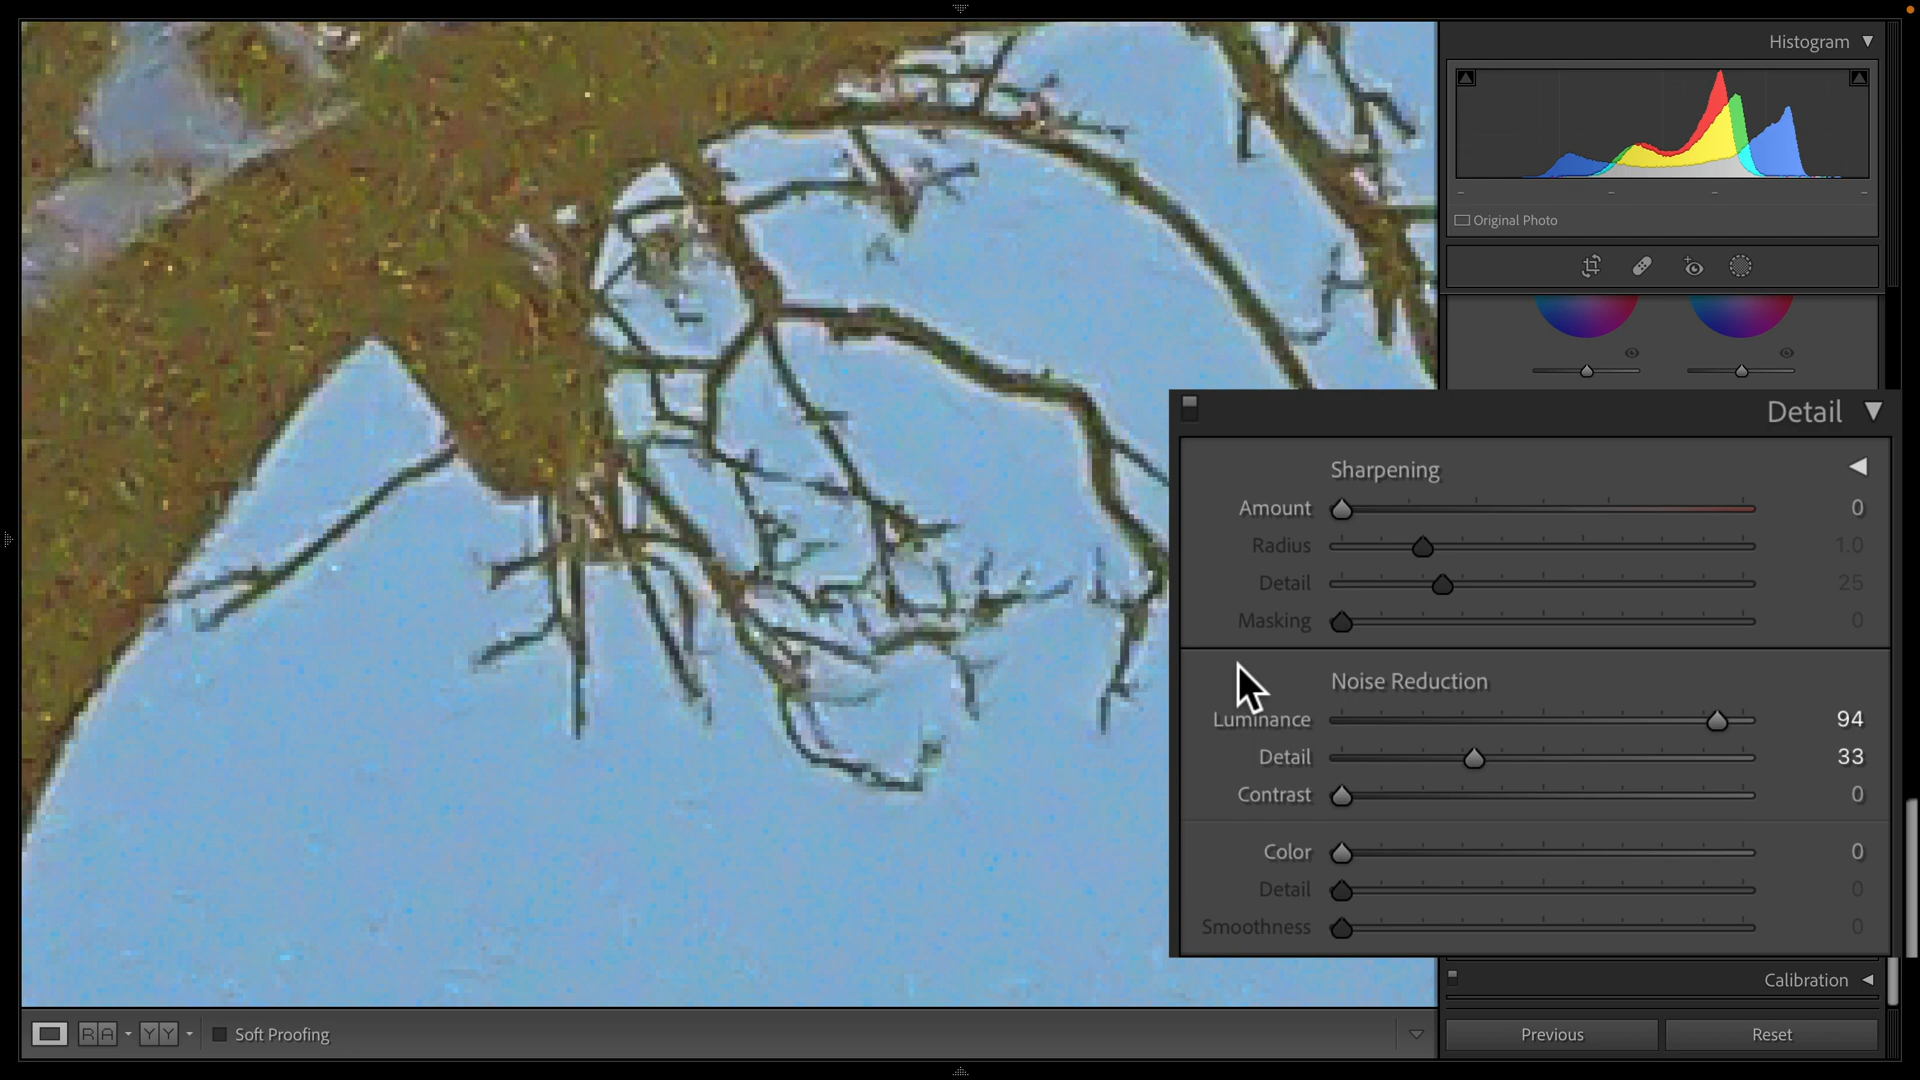 Histogram
Original Photo
Detail
Sharpening
Amount 0
Radius 1.0
Detail 25
Masking 0
Noise Reduction
Luminance 94
Detail 33
Contrast 0
Color 0
Detail 0
Smoothness 0
Calibration
R A Y Y Soft Proofing Previous Reset